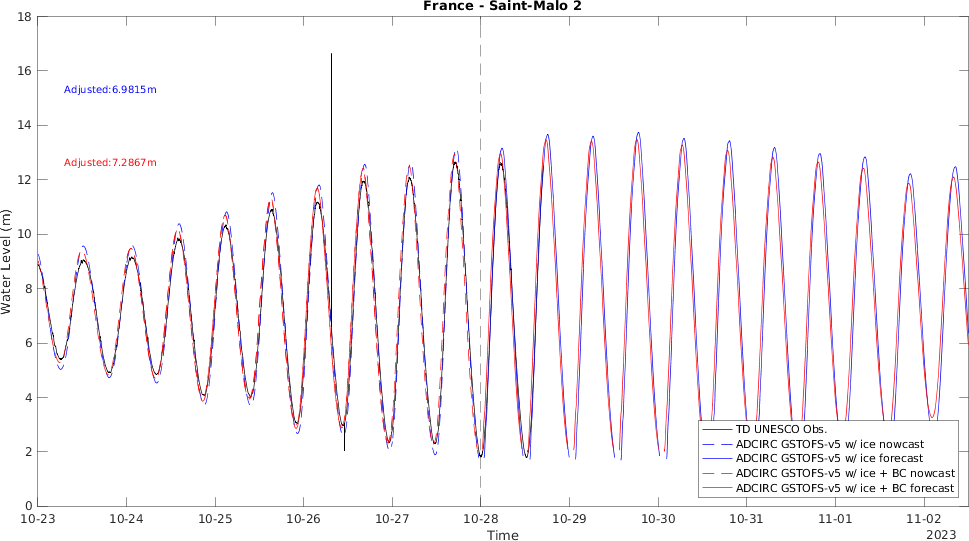 France - Saint-Malo 2
18
16
14
12
10
8
6
4
2
0
Water Level (m)
Adjusted:6.9815m
Adjusted:7.2867m
TD UNESCO Obs.
ADCIRC GSTOFS-v5 w/ ice nowcast
ADCIRC GSTOFS-v5 w/ ice forecast
ADCIRC GSTOFS-v5 w/ ice + BC nowcast
ADCIRC GSTOFS-v5 w/ ice + BC forecast
10-23 10-24 10-25 10-26 10-27 10-28 10-29 10-30 10-31 11-01 11-02
Time
2023